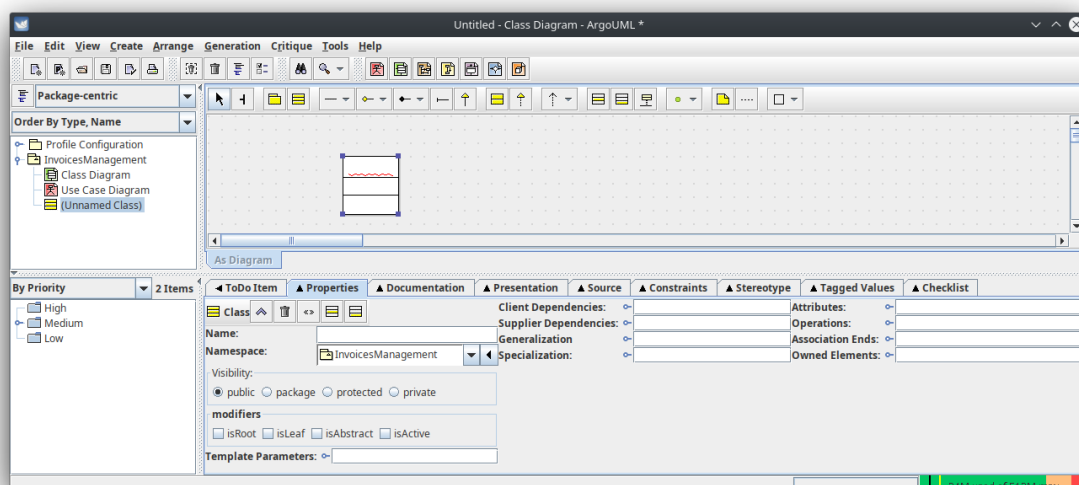 Untitled - Class Diagram - ArgoUML *
File Edit View Create Arrange Generation Critique Tools Help
Package-centric
Order By Type, Name
Profile Configuration
InvoicesManagement
Class Diagram
Use Case Diagram
(Unnamed Class)
As Diagram
By Priority 2 Items
High
Medium
Low
ToDo Item Properties Documentation Presentation Source Constraints Stereotype Tagged Values Checklist
Class
Name:
Namespace: InvoicesManagement
Visibility:
public package protected private
modifiers
isRoot isLeaf isAbstract isActive
Template Parameters:
Client Dependencies:
Supplier Dependencies:
Generalization
Specialization:
Attributes:
Operations:
Association Ends:
Owned Elements: